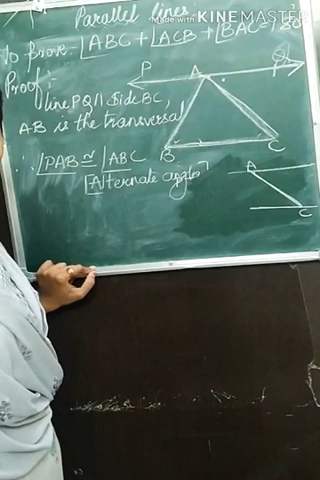 Parallel lines
Made With KINEMASTER
To prove- ∠ABC + ∠ACB + ∠BAC = 180°
Proof :-
line PQ || side BC,
AB is the transversal
∴ ∠PAB ≅ ∠ABC
[Alternate angles]
P A Q
B C
A
C